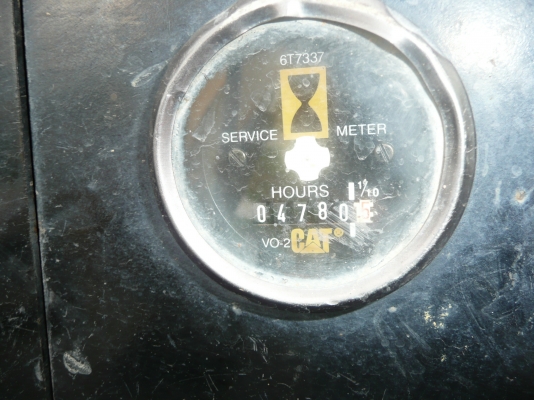 6T7337
SERVICE METER
HOURS 1/10
04780
VO-2 CAT®